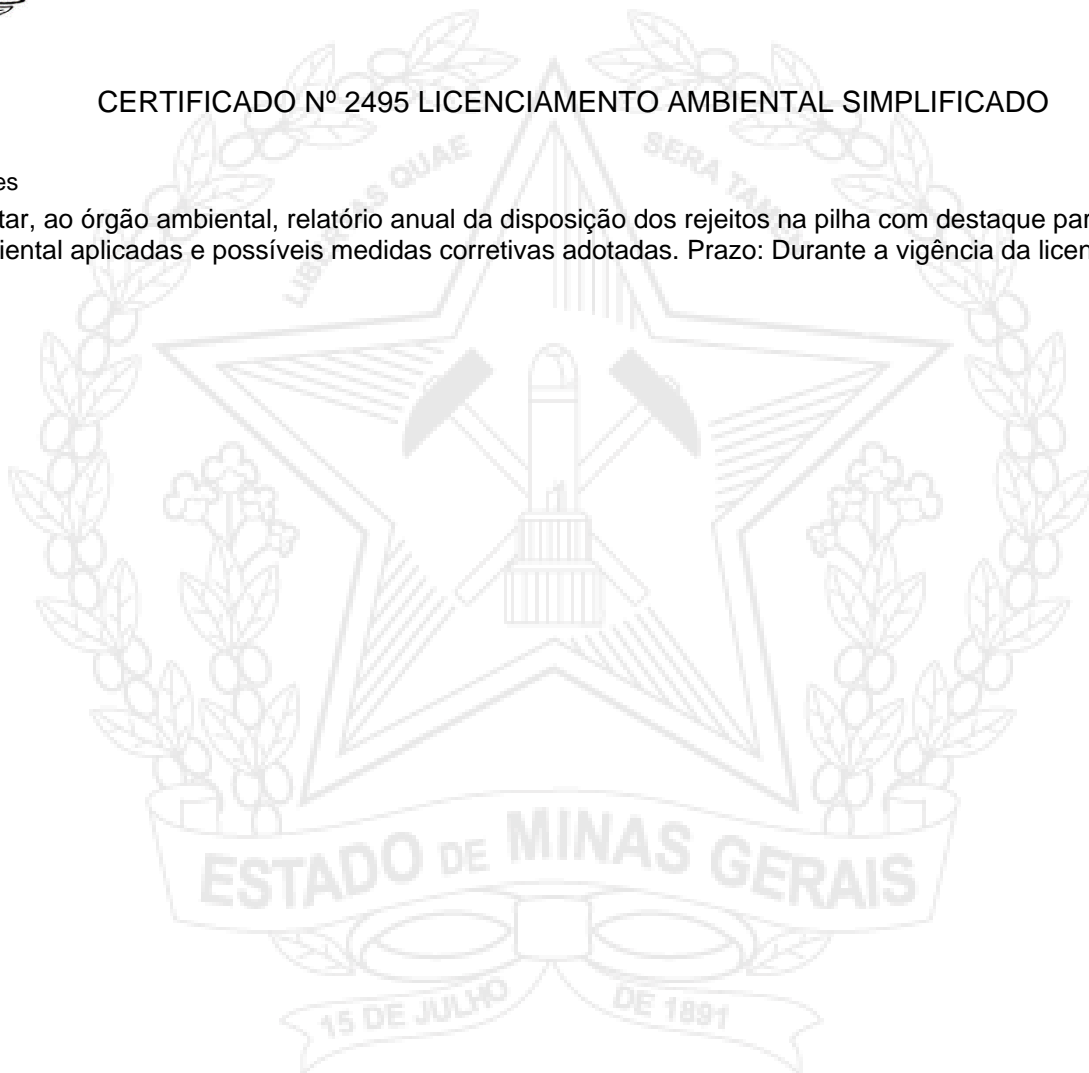 CERTIFICADO Nº 2495 LICENCIAMENTO AMBIENTAL SIMPLIFICADO
LIBERTAS QUAE SERA TAMEN
es
tar, ao órgão ambiental, relatório anual da disposição dos rejeitos na pilha com destaque par
iental aplicadas e possíveis medidas corretivas adotadas. Prazo: Durante a vigência da licen
ESTADO DE MINAS GERAIS
15 DE JULHO DE 1891